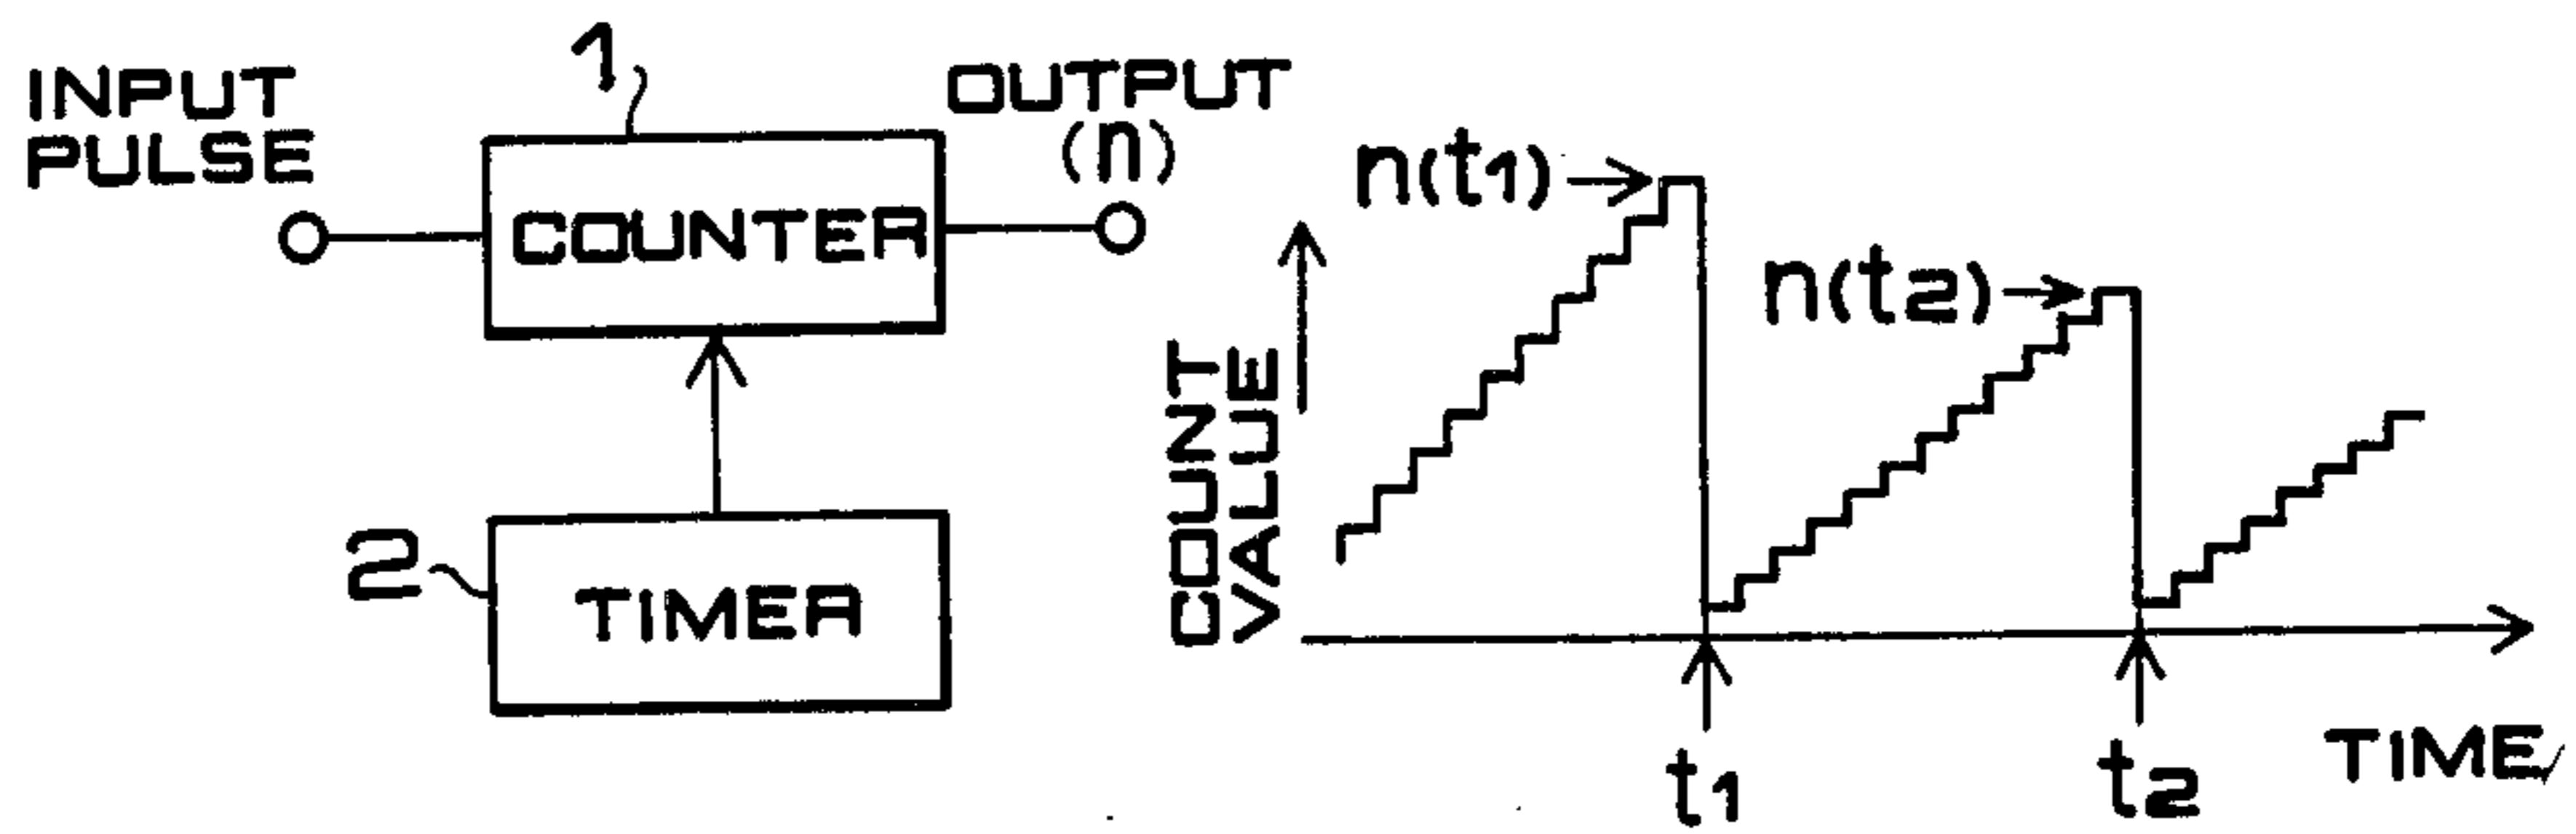 INPUT
PULSE
1
OUTPUT
(n)
COUNTER
2
TIMER
COUNT
VALUE
n(t1)
n(t2)
t1
t2
TIME